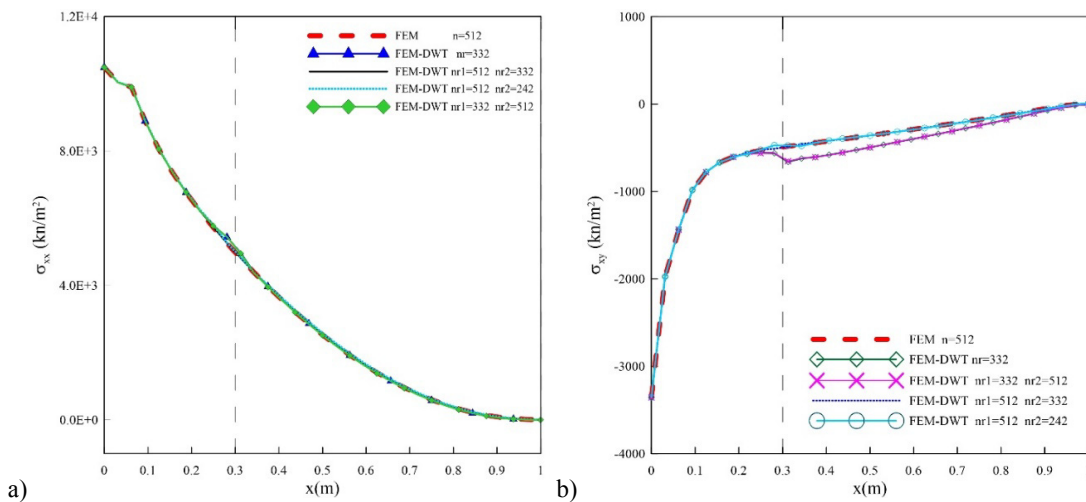 1.2E+4
8.0E+3
4.0E+3
0.0E+0
σxx (kn/m²)
FEM n=512
FEM-DWT nr=332
FEM-DWT nr1=512 nr2=332
FEM-DWT nr1=512 nr2=242
FEM-DWT nr1=332 nr2=512
0 0.1 0.2 0.3 0.4 0.5 0.6 0.7 0.8 0.9 1
x(m)
a)
1000
0
-1000
-2000
-3000
-4000
σxy (kn/m²)
FEM n=512
FEM-DWT nr=332
FEM-DWT nr1=332 nr2=512
FEM-DWT nr1=512 nr2=332
FEM-DWT nr1=512 nr2=242
0 0.1 0.2 0.3 0.4 0.5 0.6 0.7 0.8 0.9
x(m)
b)